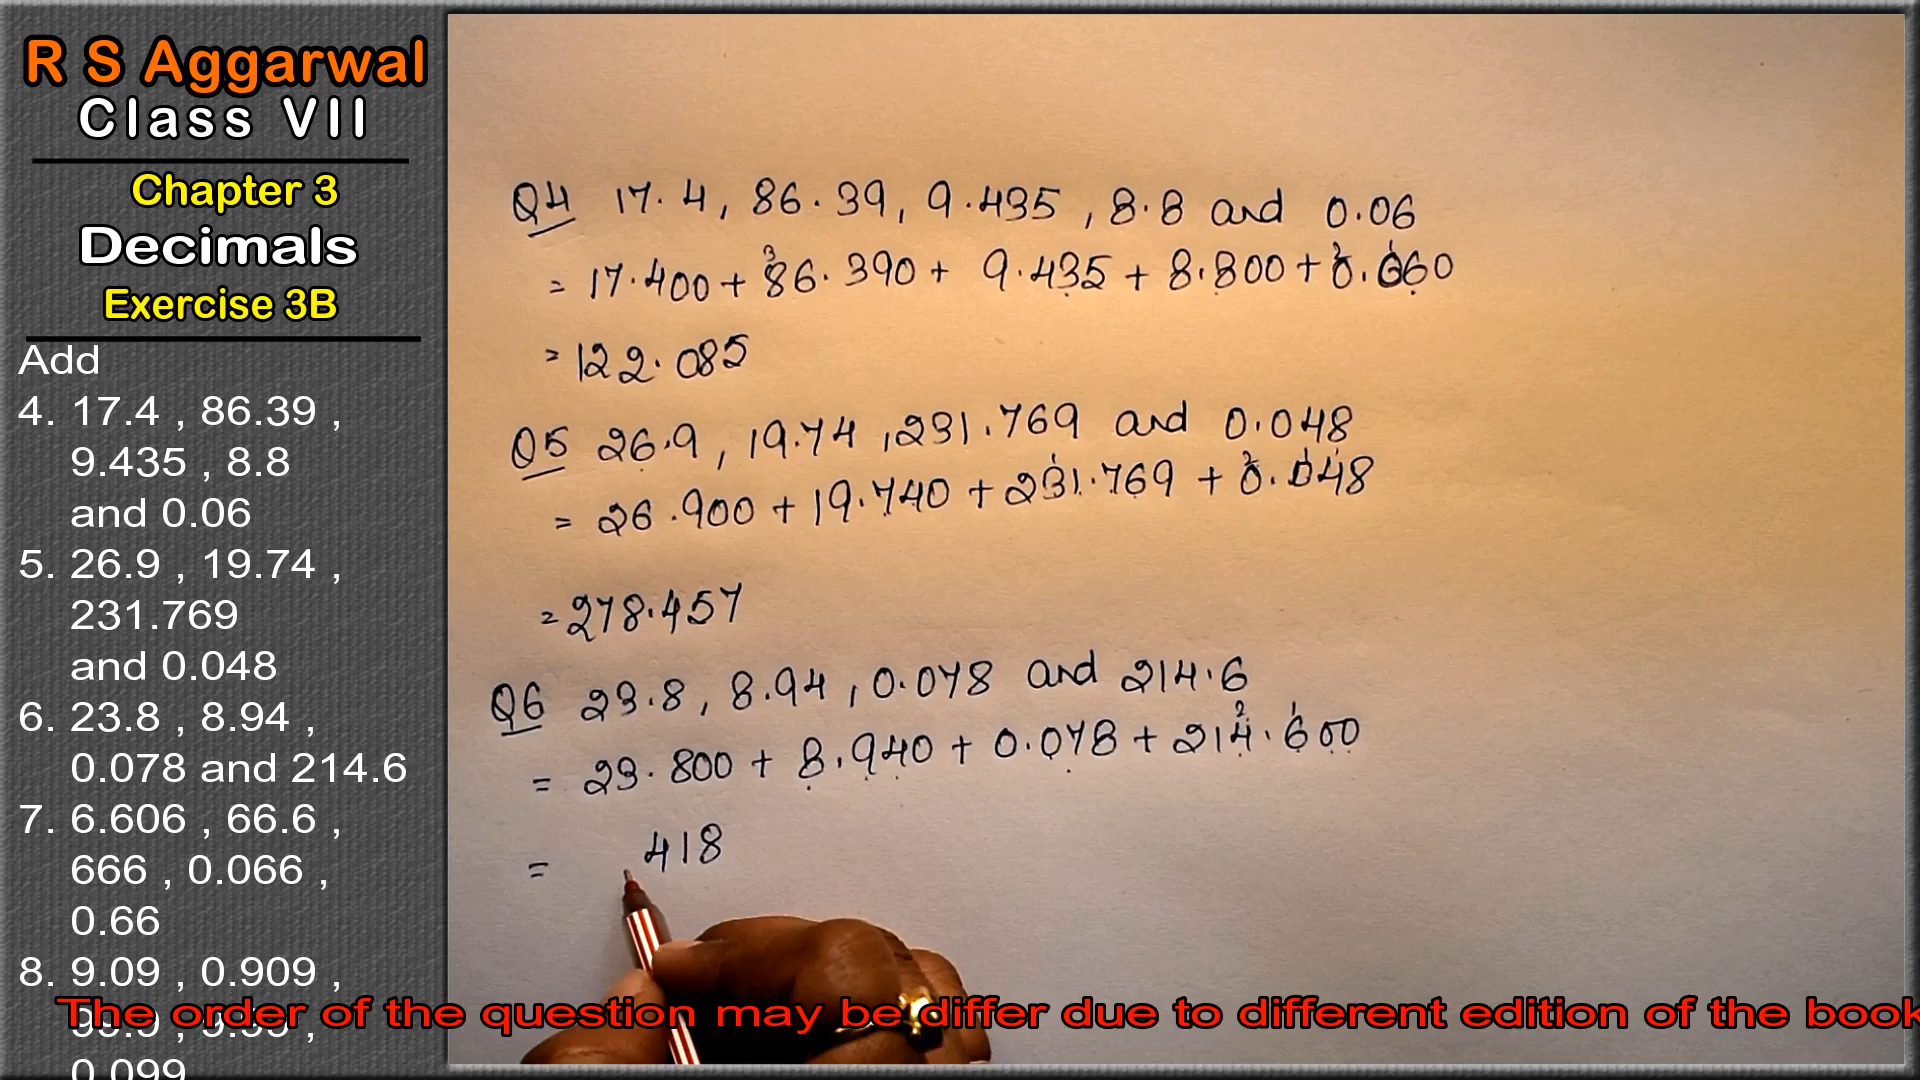 R S Aggarwal
Class VII
Chapter 3
Decimals
Exercise 3B
Add
4. 17.4 , 86.39 ,
9.435 , 8.8
and 0.06
5. 26.9 , 19.74 ,
231.769
and 0.048
6. 23.8 , 8.94 ,
0.078 and 214.6
7. 6.606 , 66.6 ,
666 , 0.066 ,
0.66
8. 9.09 , 0.909 ,
0.099
Q4 17.4, 86.39, 9.435, 8.8 and 0.06
= 17.400 + 86.390 + 9.435 + 8.800 + 0.060
= 122.085
Q5 26.9, 19.74, 231.769 and 0.048
= 26.900 + 19.740 + 231.769 + 0.048
= 278.457
Q6 23.8, 8.94, 0.078 and 214.6
= 23.800 + 8.940 + 0.078 + 214.600
= 418
The order of the question may be differ due to different edition of the book